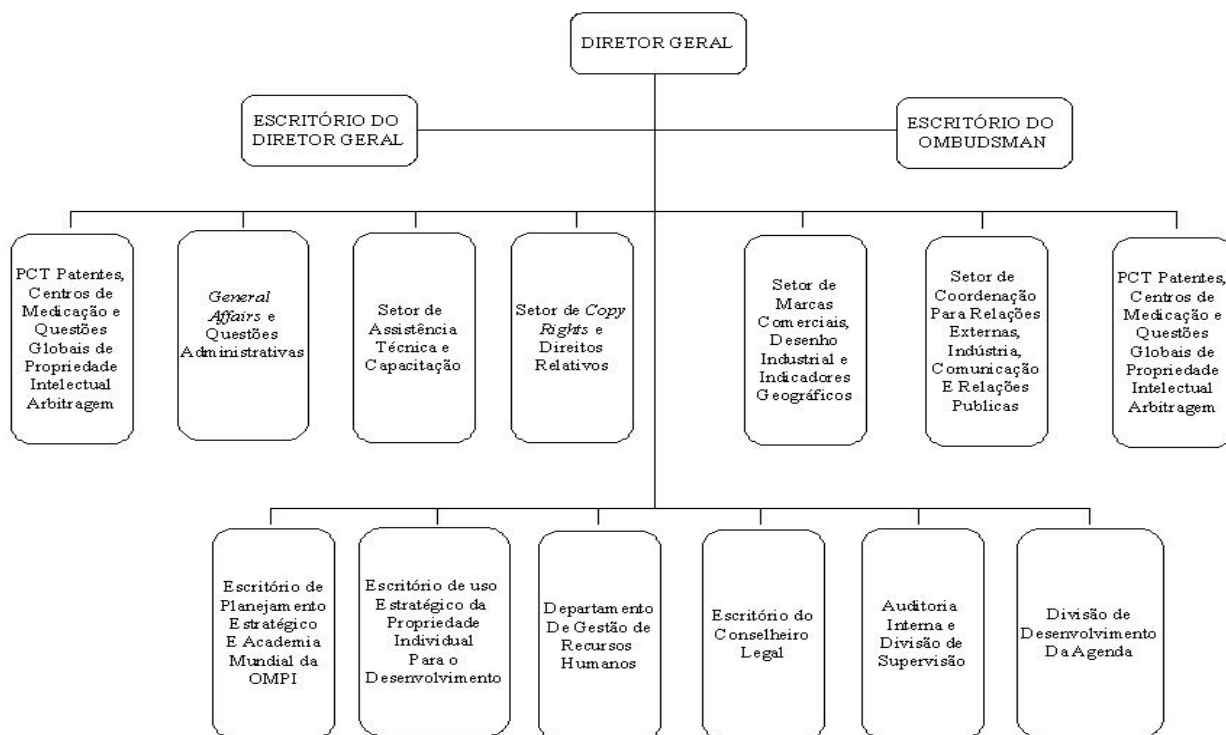 DIRETOR GERAL
ESCRITÓRIO DO
DIRETOR GERAL
ESCRITÓRIO DO
OMBUDSMAN
PCT Patentes,
Centros de
Medicação e
Questões
Globais de
Propriedade
Intelectual
Arbitragem
General
Affairs e
Questões
Administrativas
Setor de
Assistência
Técnica e
Capacitação
Setor de Copy
Rights e
Direitos
Relativos
Setor de
Marcas
Comerciais,
Desenho
Industrial e
Indicadores
Geográficos
Setor de
Coordenação
Para Relações
Externas,
Indústria,
Comunicação
E Relações
Publicas
PCT Patentes,
Centros de
Medicação e
Questões
Globais de
Propriedade
Intelectual
Arbitragem
Escritório de
Planejamento
Estratégico
E Academia
Mundial da
OMPI
Escritório de uso
Estratégico da
Propriedade
Individual
Para o
Desenvolvimento
Departamento
De Gestão de
Recursos
Humanos
Escritório do
Conselheiro
Legal
Auditoria
Interna e
Divisão de
Supervisão
Divisão de
Desenvolvimento
Da Agenda